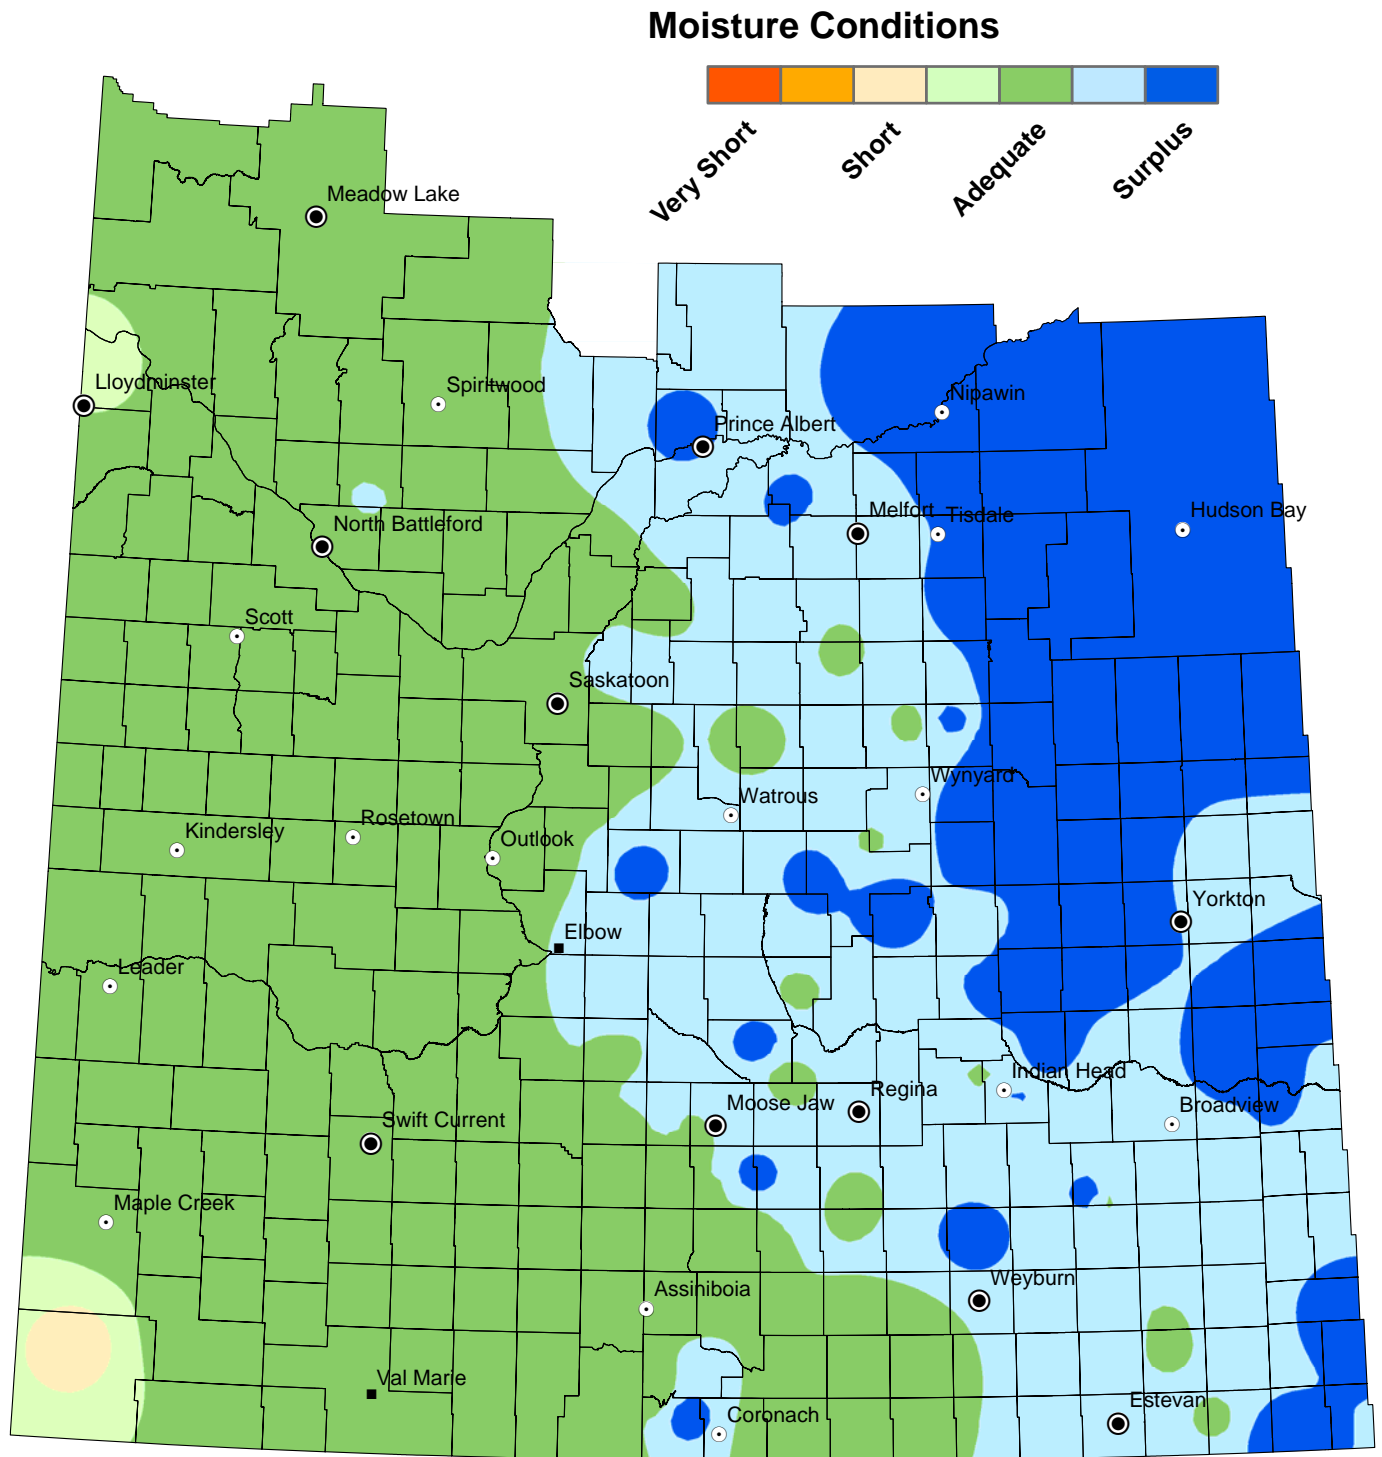 Moisture Conditions
Very Short
Short
Adequate
Surplus
Meadow Lake
Lloydminster
Spiritwood
Nipawin
Prince Albert
North Battleford
Melfort
Tisdale
Hudson Bay
Scott
Saskatoon
Wynyard
Watrous
Kindersley
Rosetown
Outlook
Yorkton
Elbow
Leader
Indian Head
Regina
Moose Jaw
Broadview
Swift Current
Maple Creek
Weyburn
Assiniboia
Val Marie
Estevan
Coronach